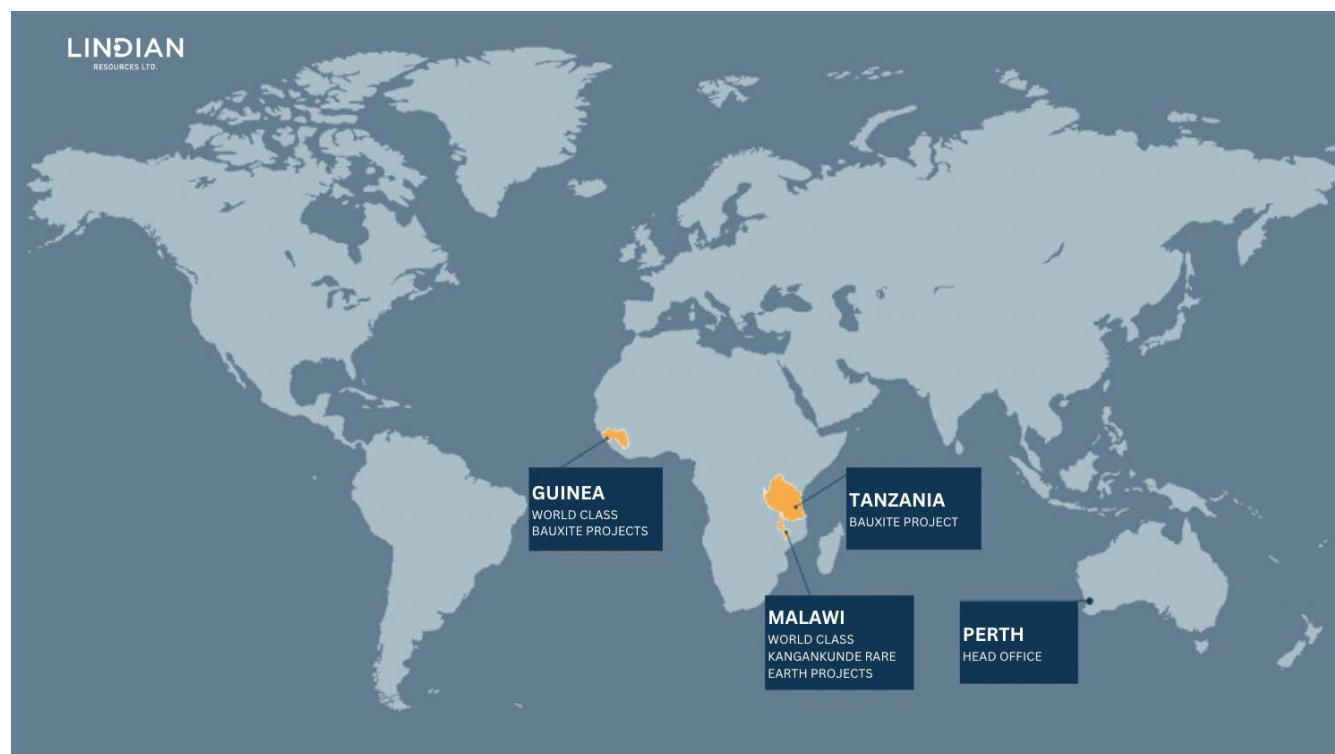 LINDIAN
RESOURCES LTD.
GUINEA
WORLD CLASS
BAUXITE PROJECTS
TANZANIA
BAUXITE PROJECT
MALAWI
WORLD CLASS
KANGANKUNDE RARE
EARTH PROJECTS
PERTH
HEAD OFFICE